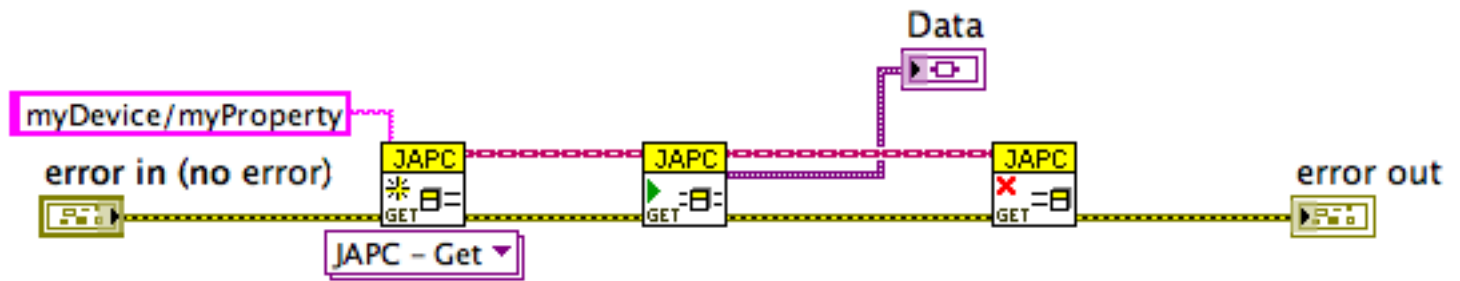 Data
myDevice/myProperty
error in (no error)
JAPC
GET
JAPC
GET
JAPC
GET
error out
JAPC - Get